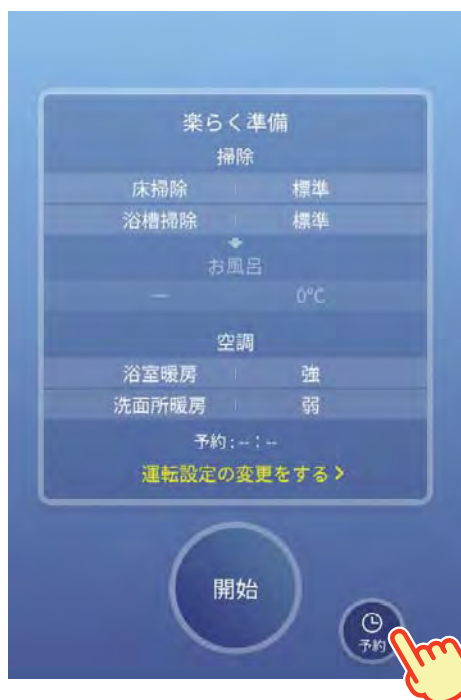 楽らく準備
掃除
床掃除 標準
浴槽掃除 標準
お風呂
— 0℃
空調
浴室暖房 強
洗面所暖房 弱
予約:--:--
運転設定の変更をする>
開始
予約